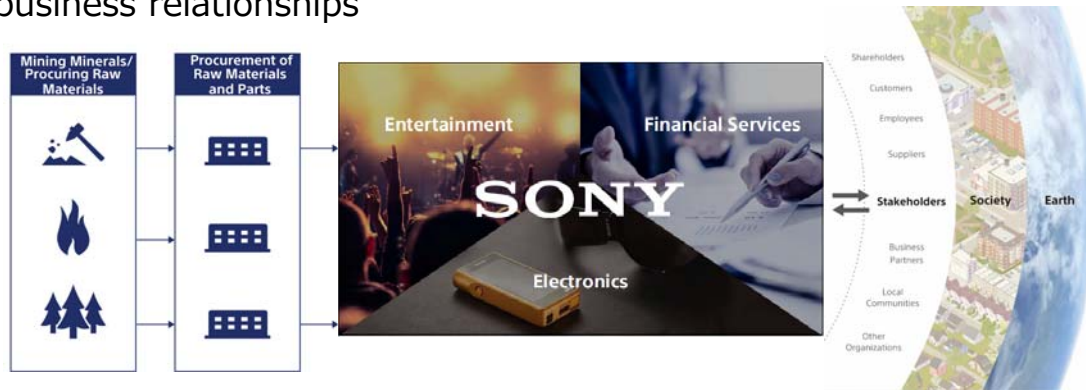 business relationships
Mining Minerals/
Procuring Raw
Materials
Procurement of
Raw Materials
and Parts
Entertainment
Financial Services
SONY
Electronics
Shareholders
Customers
Employees
Suppliers
Stakeholders
Society
Earth
Business
Partners
Local
Communities
Other
Organizations